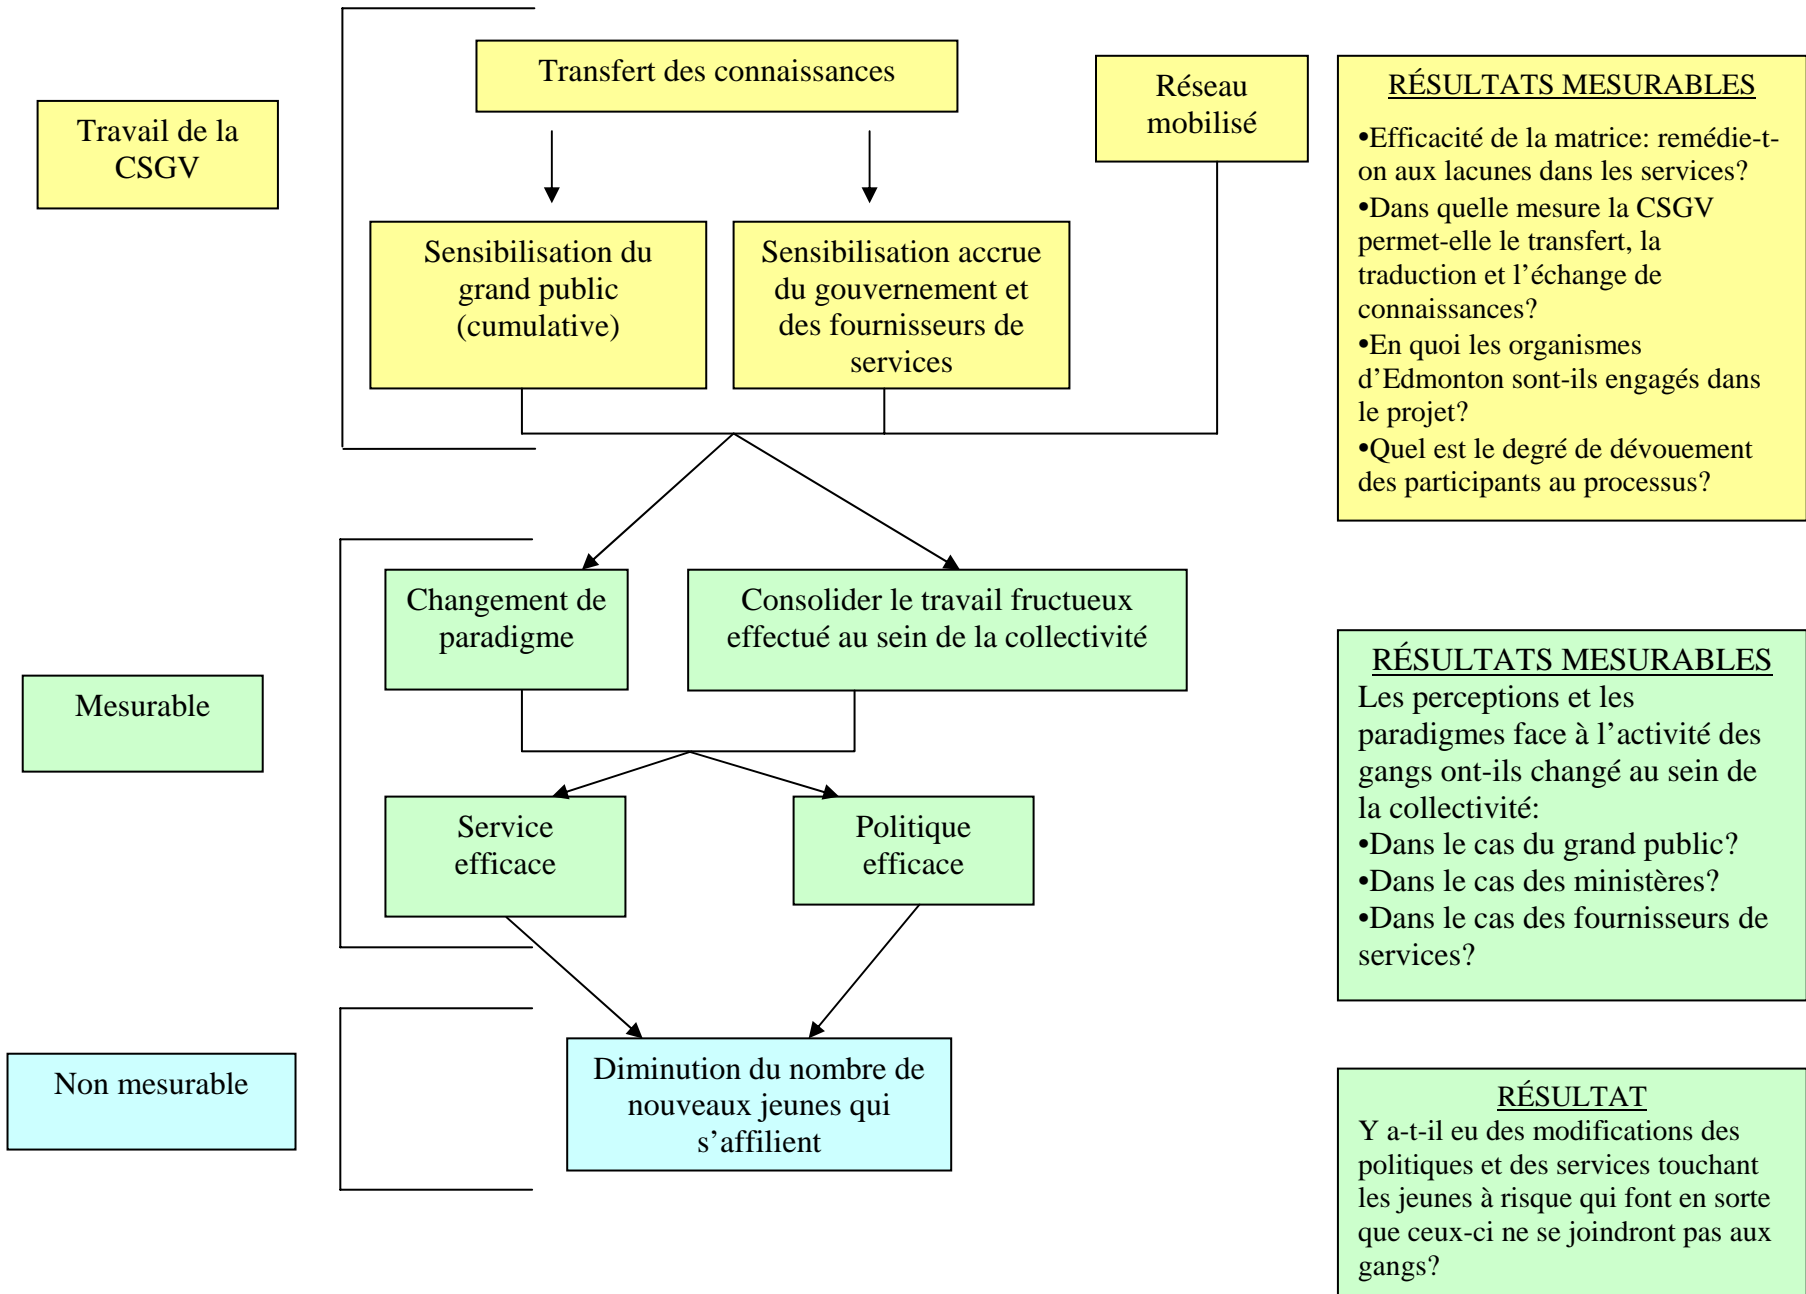 Transfert des connaissances
Réseau
mobilisé
Travail de la
CSGV
Sensibilisation du
grand public
(cumulative)
Sensibilisation accrue
du gouvernement et
des fournisseurs de
services
RÉSULTATS MESURABLES
•Efficacité de la matrice: remédie-t-
on aux lacunes dans les services?
•Dans quelle mesure la CSGV
permet-elle le transfert, la
traduction et l’échange de
connaissances?
•En quoi les organismes
d’Edmonton sont-ils engagés dans
le projet?
•Quel est le degré de dévouement
des participants au processus?
Mesurable
Changement de
paradigme
Consolider le travail fructueux
effectué au sein de la collectivité
Service
efficace
Politique
efficace
RÉSULTATS MESURABLES
Les perceptions et les
paradigmes face à l’activité des
gangs ont-ils changé au sein de
la collectivité:
•Dans le cas du grand public?
•Dans le cas des ministères?
•Dans le cas des fournisseurs de
services?
Non mesurable
Diminution du nombre de
nouveaux jeunes qui
s’affilient
RÉSULTAT
Y a-t-il eu des modifications des
politiques et des services touchant
les jeunes à risque qui font en sorte
que ceux-ci ne se joindront pas aux
gangs?